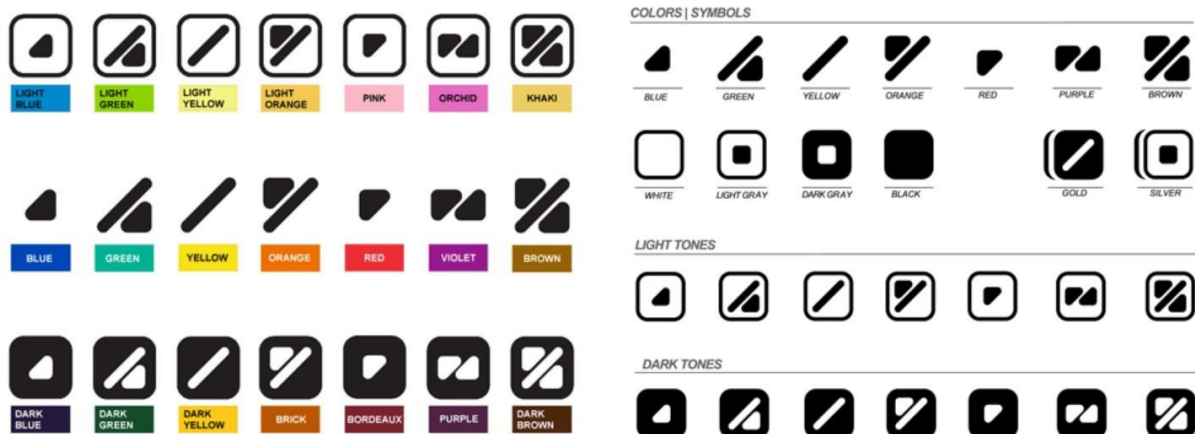 LIGHT
BLUE
LIGHT
GREEN
LIGHT
YELLOW
LIGHT
ORANGE
PINK
ORCHID
KHAKI
BLUE
GREEN
YELLOW
ORANGE
RED
VIOLET
BROWN
DARK
BLUE
DARK
GREEN
DARK
YELLOW
BRICK
BORDEAUX
PURPLE
DARK
BROWN
COLORS | SYMBOLS
BLUE
GREEN
YELLOW
ORANGE
RED
PURPLE
BROWN
WHITE
LIGHT GRAY
DARK GRAY
BLACK
GOLD
SILVER
LIGHT TONES
DARK TONES